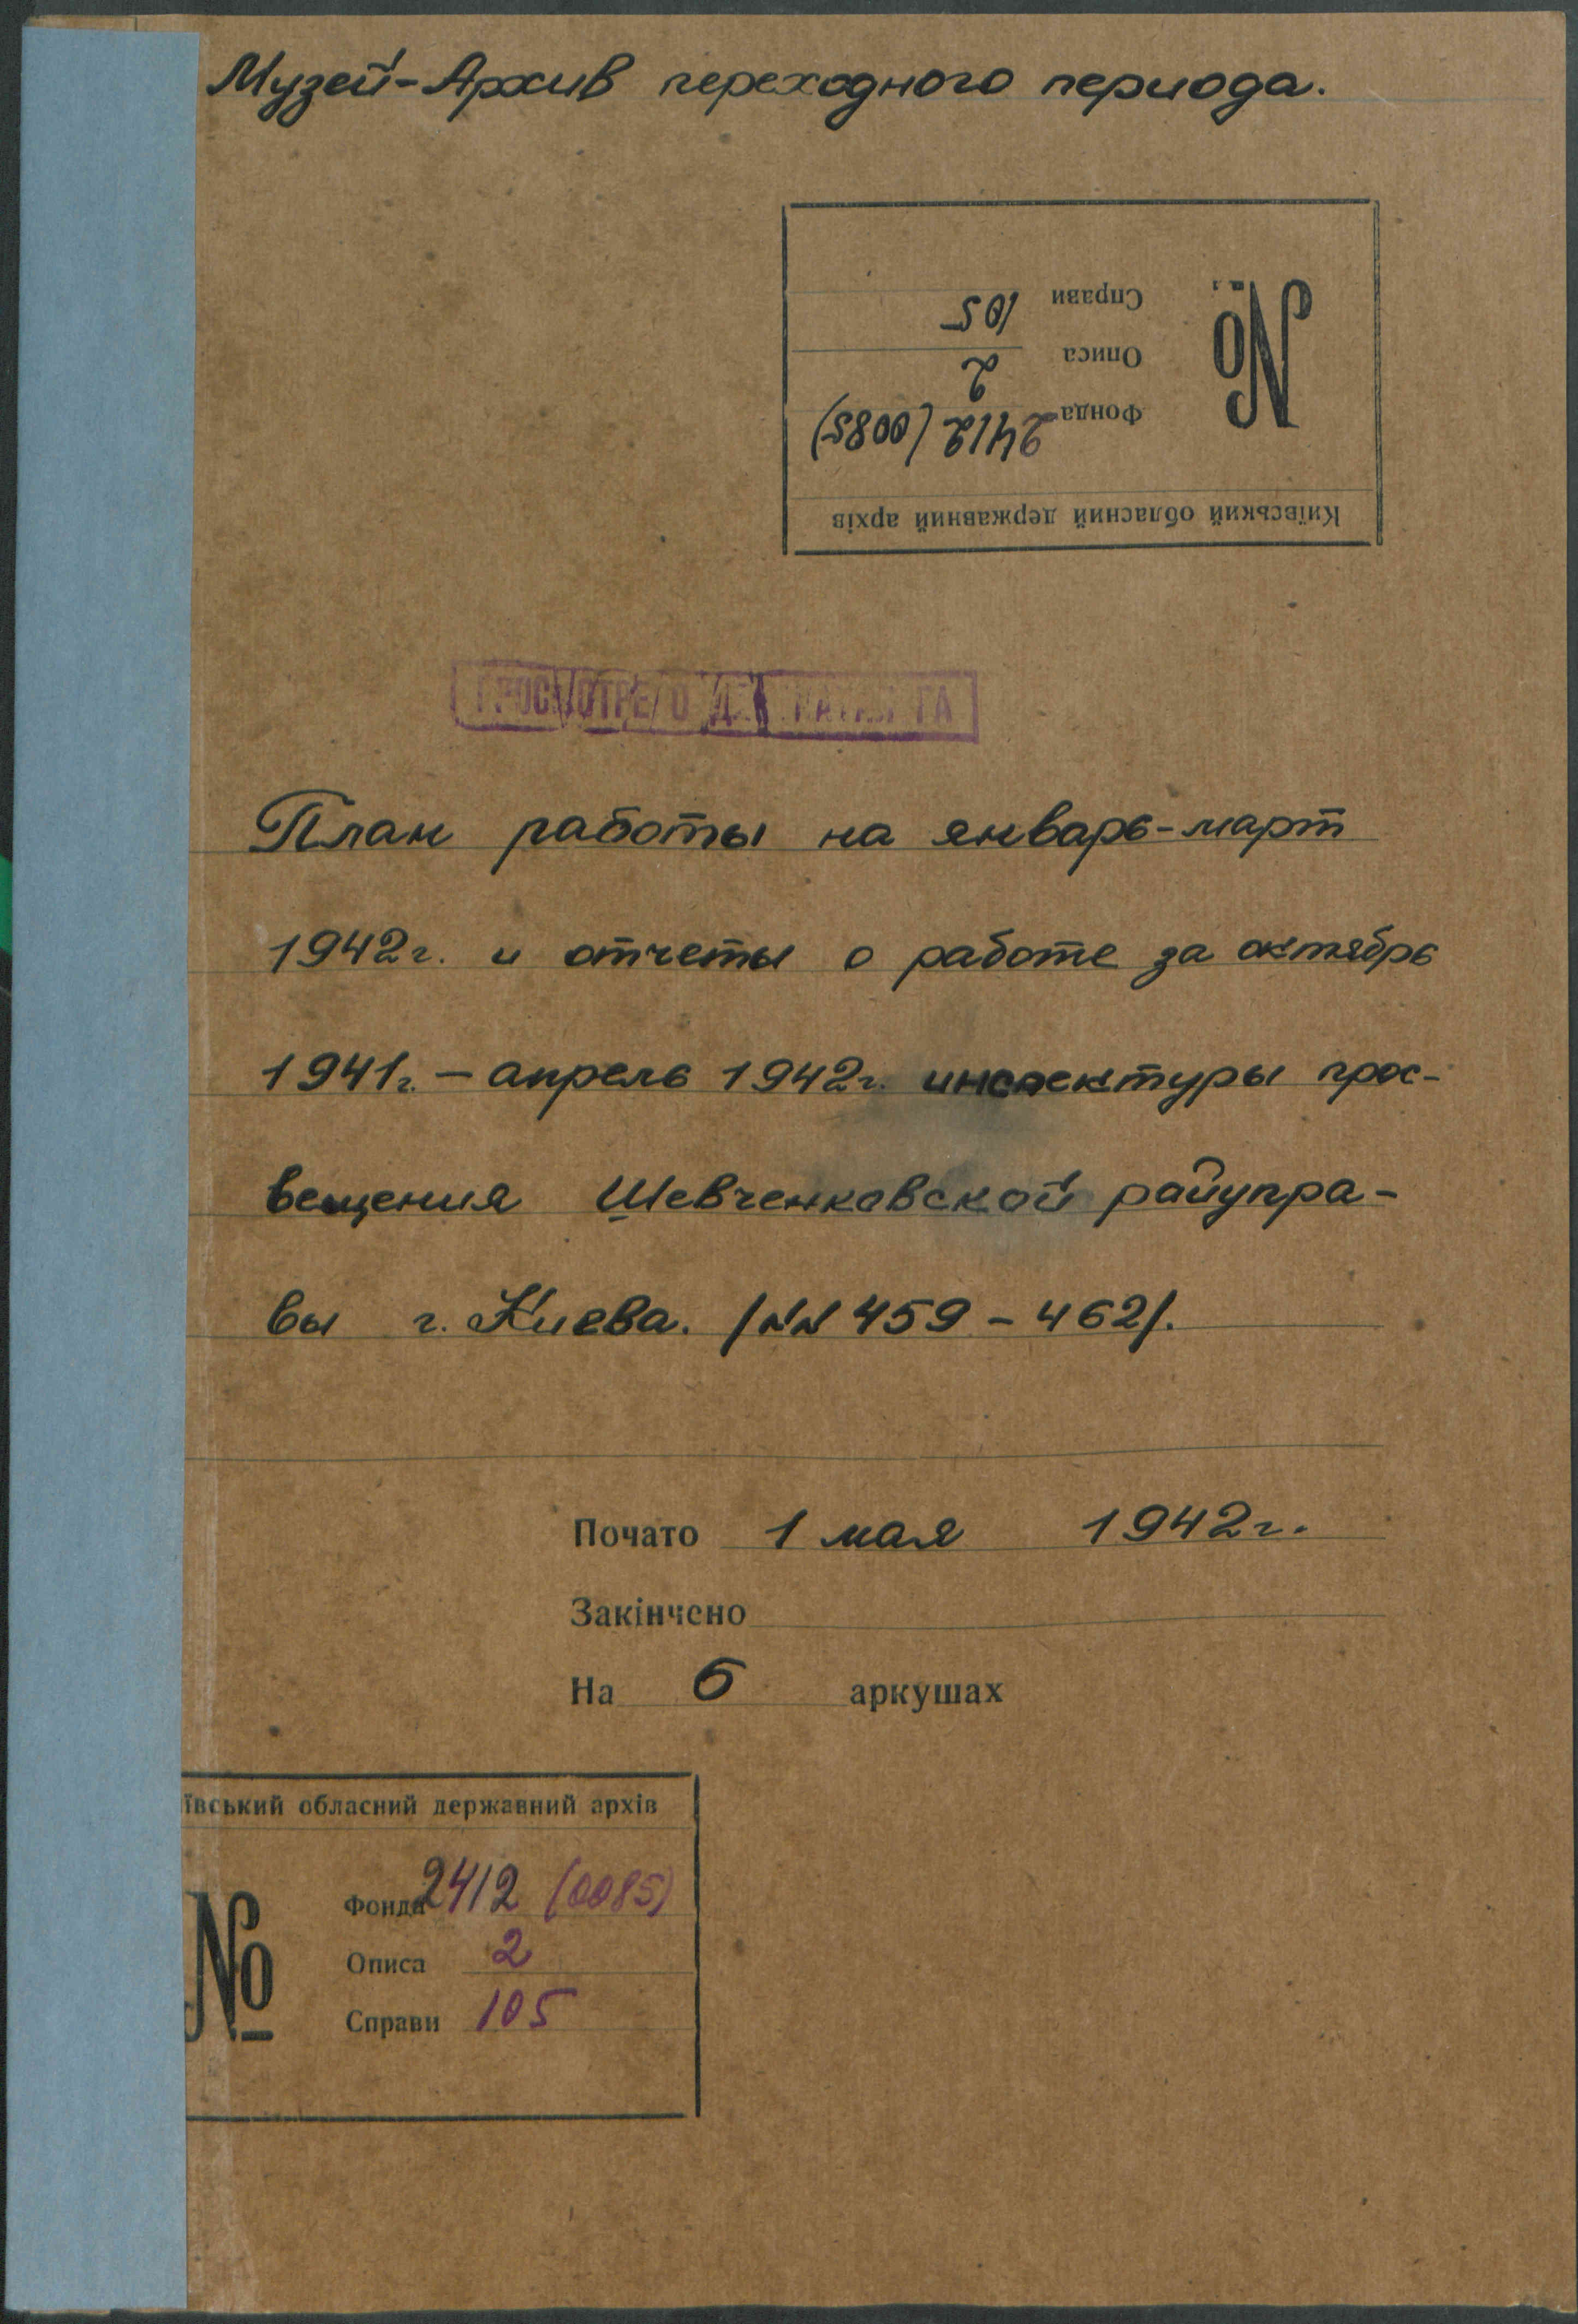 Музей-Архив переходного периода.
Київський обласний державний архів
№
Фонда 2412 (0085)
Описа 2
Справи 105
План работы на январь-март
1942г. и отчеты о работе за октябрь
1941г. – апрель 1942г. инспектуры прос-
вещения Шевченковской райупра-
вы г. Киева. /NN 459 – 462/.
Почато 1 мая 1942г.
Закінчено
На 6 аркушах
ївський обласний державний архів
№
Фонда 2412 (0085)
Описа 2
Справи 105